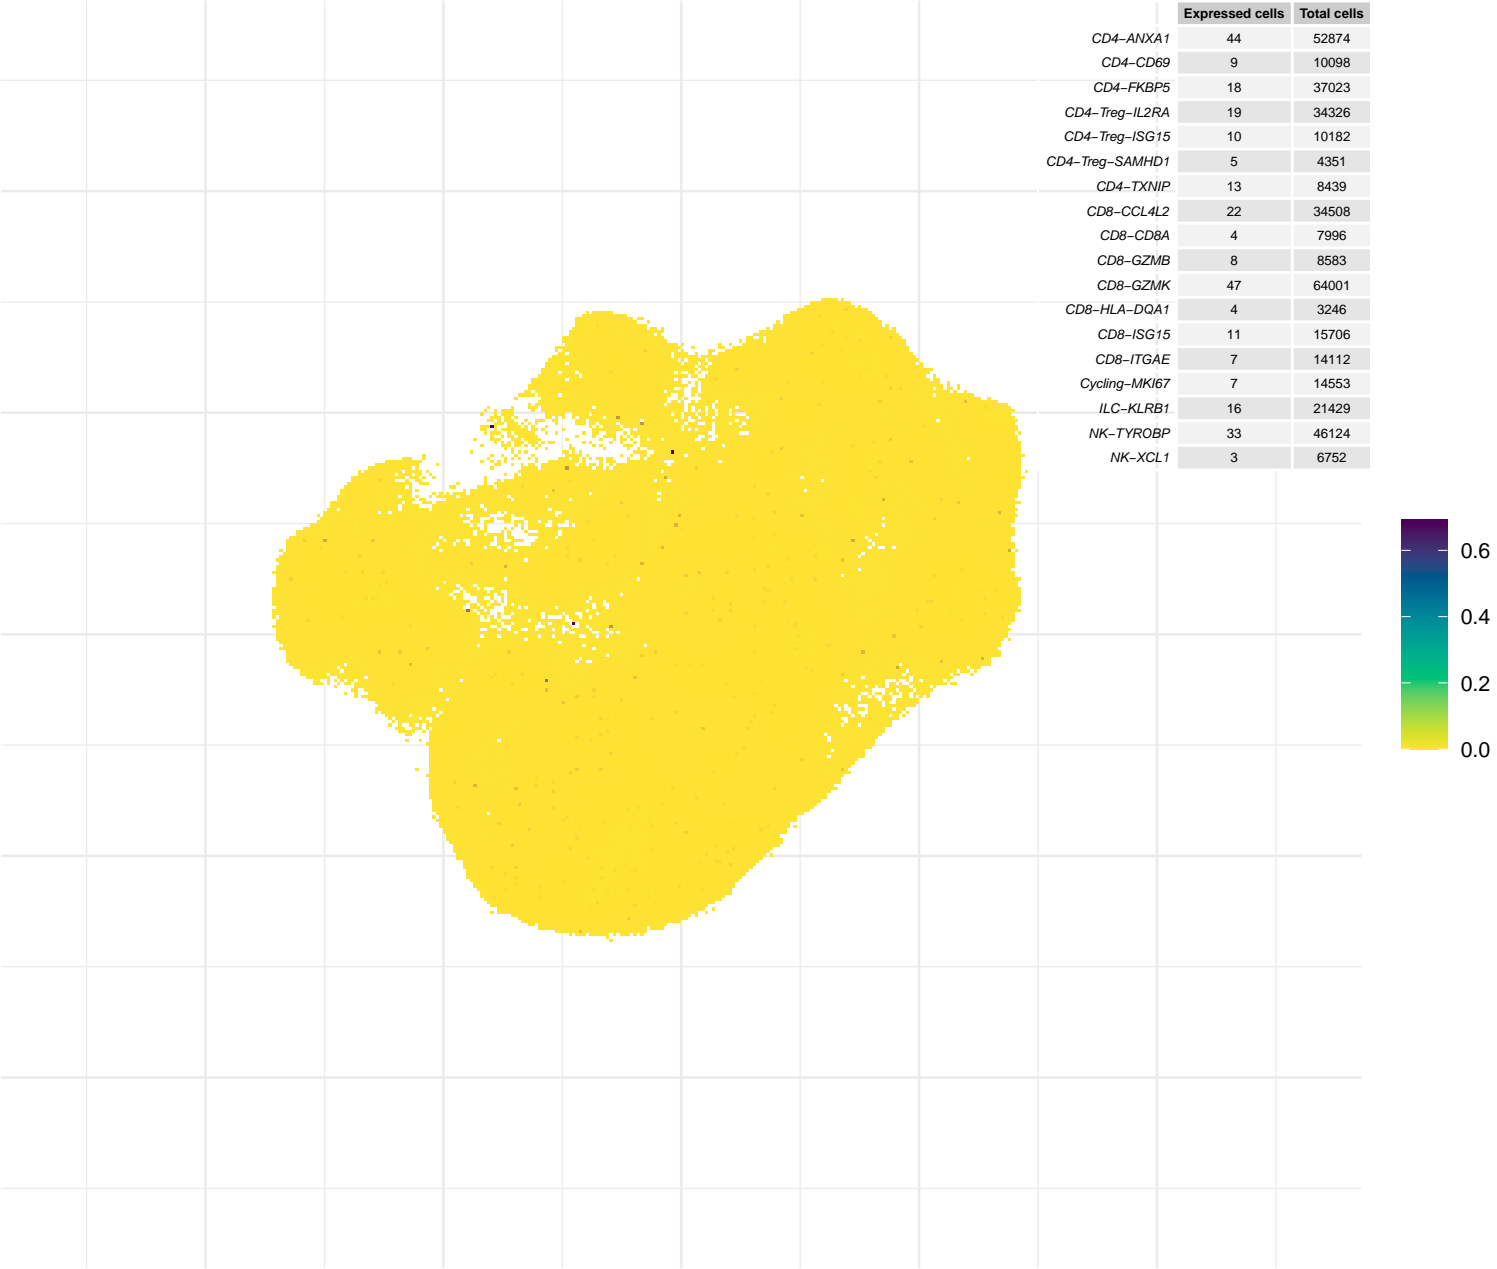 Expressed cells Total cells
CD4−ANXA1 44 52874
CD4−CD69 9 10098
CD4−FKBP5 18 37023
CD4−Treg−IL2RA 19 34326
CD4−Treg−ISG15 10 10182
CD4−Treg−SAMHD1 5 4351
CD4−TXNIP 13 8439
CD8−CCL4L2 22 34508
CD8−CD8A 4 7996
CD8−GZMB 8 8583
CD8−GZMK 47 64001
CD8−HLA−DQA1 4 3246
CD8−ISG15 11 15706
CD8−ITGAE 7 14112
Cycling−MKI67 7 14553
ILC−KLRB1 16 21429
NK−TYROBP 33 46124
NK−XCL1 3 6752
0.6
0.4
0.2
0.0